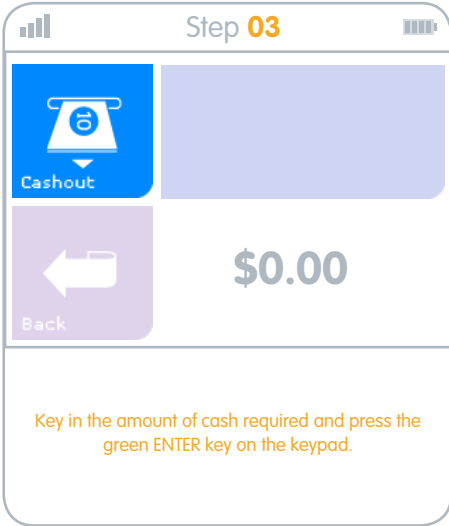 Step 03
10
Cashout
$0.00
Back
Key in the amount of cash required and press the
green ENTER key on the keypad.